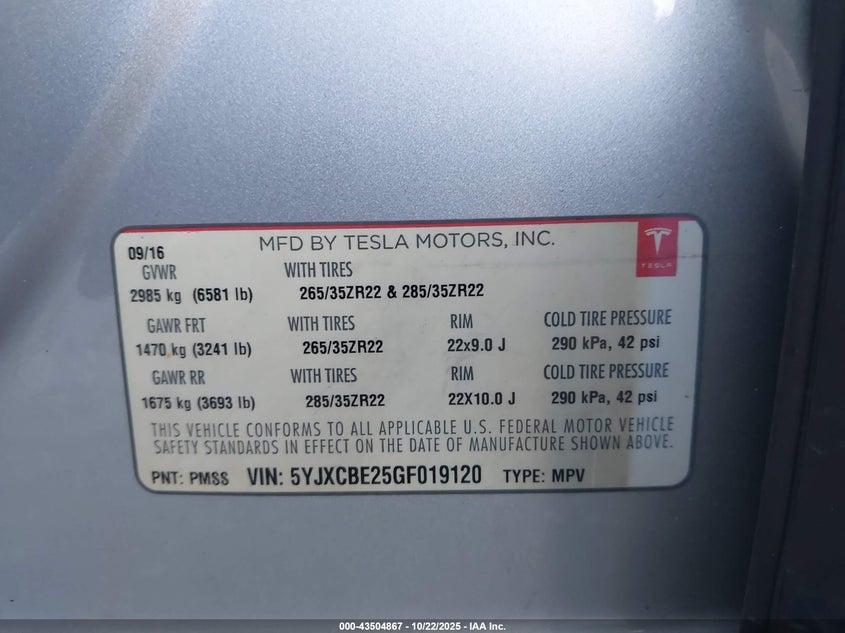 MFD BY TESLA MOTORS, INC.
TESLA
09/16
GVWR WITH TIRES
2985 kg (6581 lb) 265/35ZR22 & 285/35ZR22
GAWR FRT WITH TIRES RIM COLD TIRE PRESSURE
1470 kg (3241 lb) 265/35ZR22 22x9.0 J 290 kPa, 42 psi
GAWR RR WITH TIRES RIM COLD TIRE PRESSURE
1675 kg (3693 lb) 285/35ZR22 22X10.0 J 290 kPa, 42 psi
THIS VEHICLE CONFORMS TO ALL APPLICABLE U.S. FEDERAL MOTOR VEHICLE
SAFETY STANDARDS IN EFFECT ON THE DATE OF MANUFACTURE SHOWN ABOVE.
PNT: PMSS VIN: 5YJXCBE25GF019120 TYPE: MPV
000-43504867 - 10/22/2025 - IAA Inc.